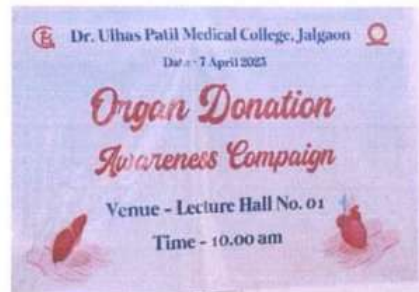 Dr. Ulhas Patil Medical College, Jalgaon
Date - 7 April 2023
Organ Donation
Awareness Compaign
Venue - Lecture Hall No. 01
Time - 10.00 am